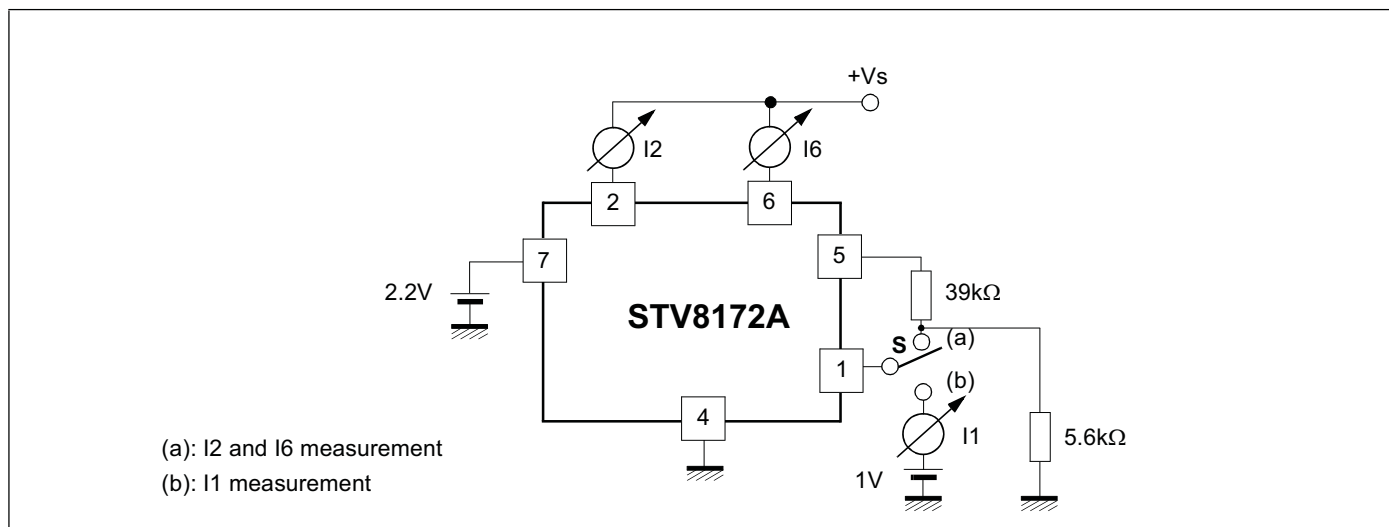 +Vs
I2
I6
2
6
7
5
2.2V
39kΩ
STV8172A
S
(a)
1
(b)
4
I1
5.6kΩ
1V
(a): I2 and I6 measurement
(b): I1 measurement